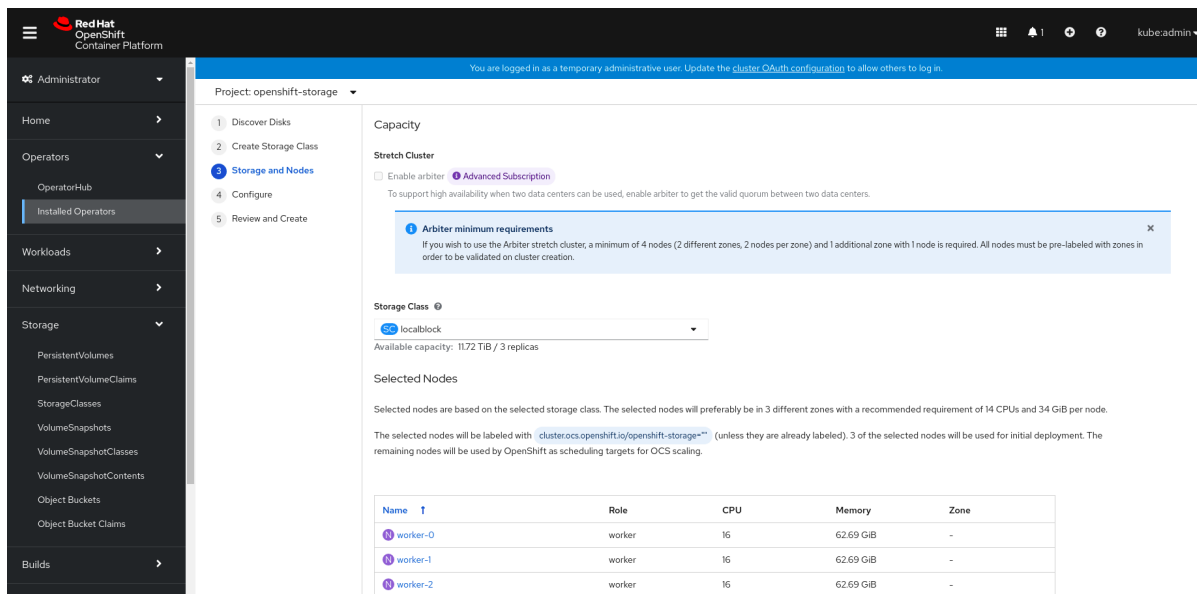 Red Hat
OpenShift
Container Platform
1
kube:admin
You are logged in as a temporary administrative user. Update the cluster OAuth configuration to allow others to log in.
Administrator
Home
Operators
OperatorHub
Installed Operators
Workloads
Networking
Storage
PersistentVolumes
PersistentVolumeClaims
StorageClasses
VolumeSnapshots
VolumeSnapshotClasses
VolumeSnapshotContents
Object Buckets
Object Bucket Claims
Builds
Project: openshift-storage
1 Discover Disks
2 Create Storage Class
3 Storage and Nodes
4 Configure
5 Review and Create
Capacity
Stretch Cluster
Enable arbiter Advanced Subscription
To support high availability when two data centers can be used, enable arbiter to get the valid quorum between two data centers.
Arbiter minimum requirements
If you wish to use the Arbiter stretch cluster, a minimum of 4 nodes (2 different zones, 2 nodes per zone) and 1 additional zone with 1 node is required. All nodes must be pre-labeled with zones in
order to be validated on cluster creation.
Storage Class
SC localblock
Available capacity: 11.72 TiB / 3 replicas
Selected Nodes
Selected nodes are based on the selected storage class. The selected nodes will preferably be in 3 different zones with a recommended requirement of 14 CPUs and 34 GiB per node.
The selected nodes will be labeled with cluster.ocs.openshift.io/openshift-storage="" (unless they are already labeled). 3 of the selected nodes will be used for initial deployment. The
remaining nodes will be used by OpenShift as scheduling targets for OCS scaling.
Name Role CPU Memory Zone
N worker-0 worker 16 62.69 GiB -
N worker-1 worker 16 62.69 GiB -
N worker-2 worker 16 62.69 GiB -